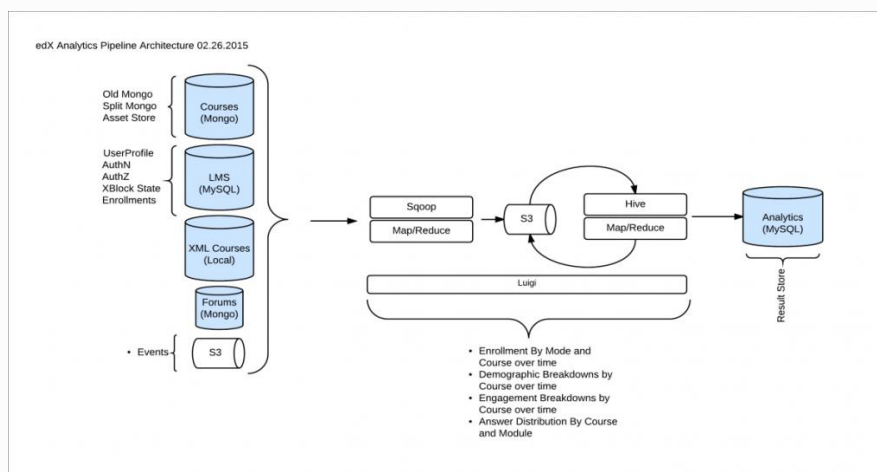 edX Analytics Pipeline Architecture 02.26.2015
Old Mongo
Split Mongo
Asset Store
Courses
(Mongo)
UserProfile
AuthN
AuthZ
XBlock State
Enrollments
LMS
(MySQL)
XML Courses
(Local)
Forums
(Mongo)
• Events
S3
Sqoop
Map/Reduce
S3
Hive
Map/Reduce
Analytics
(MySQL)
Result Store
Luigi
• Enrollment By Mode and
Course over time
• Demographic Breakdowns by
Course over time
• Engagement Breakdowns by
Course over time
• Answer Distribution By Course
and Module